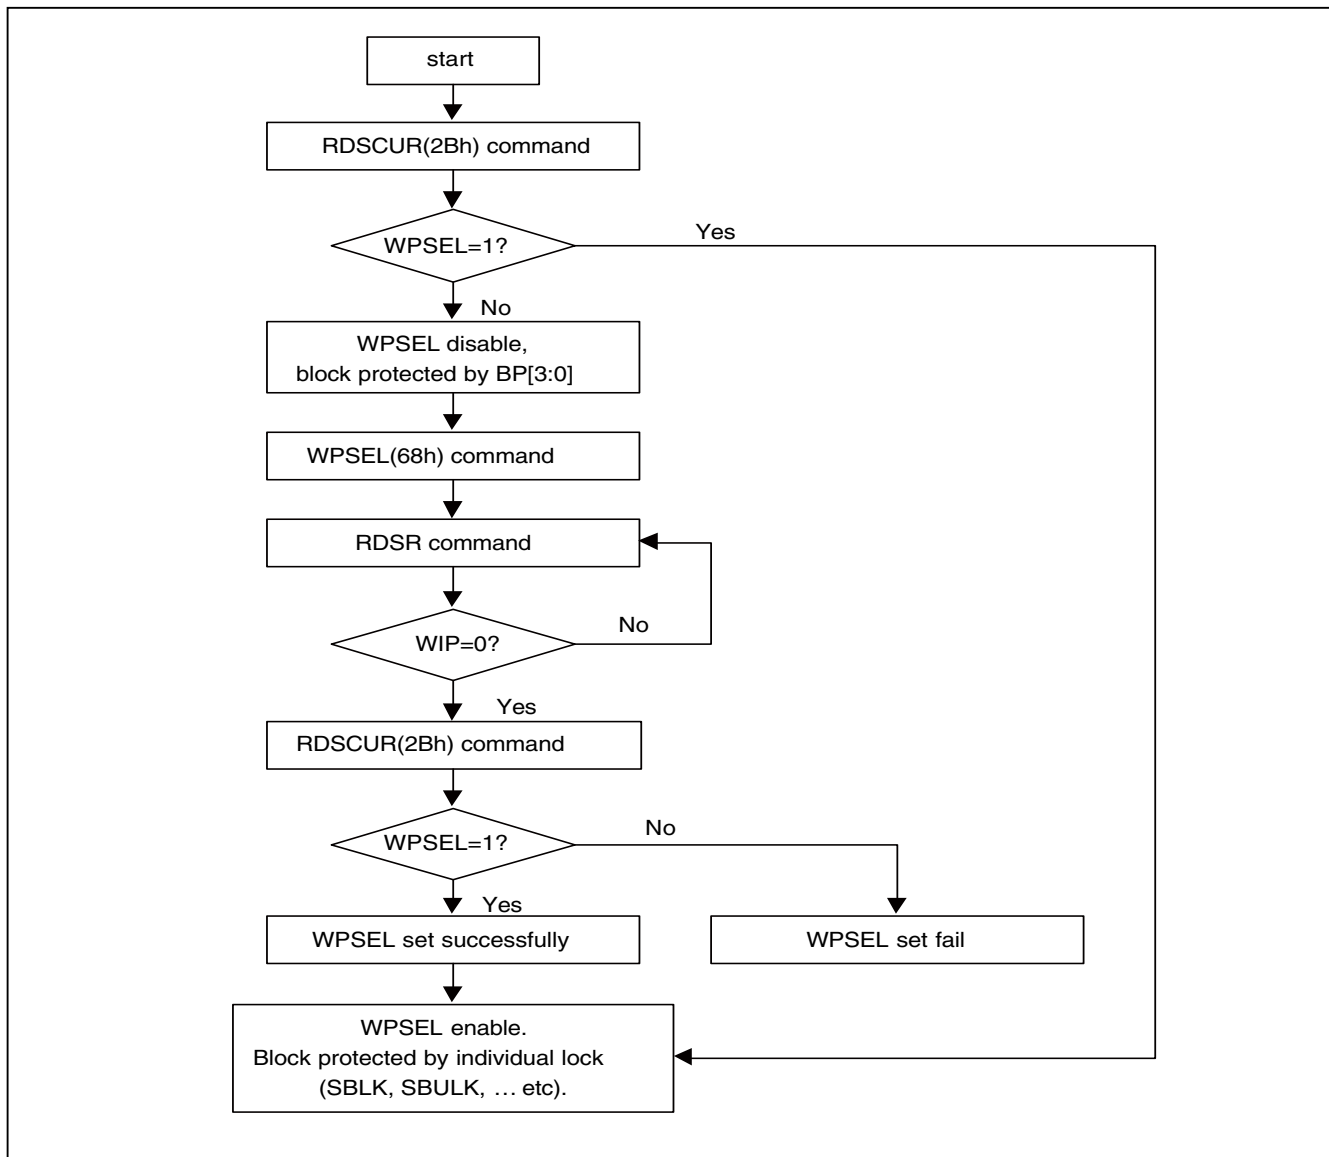 start
RDSCUR(2Bh) command
WPSEL=1?
Yes
No
WPSEL disable,
block protected by BP[3:0]
WPSEL(68h) command
RDSR command
WIP=0?
No
Yes
RDSCUR(2Bh) command
WPSEL=1?
No
Yes
WPSEL set successfully
WPSEL set fail
WPSEL enable.
Block protected by individual lock
(SBLK, SBULK, … etc).